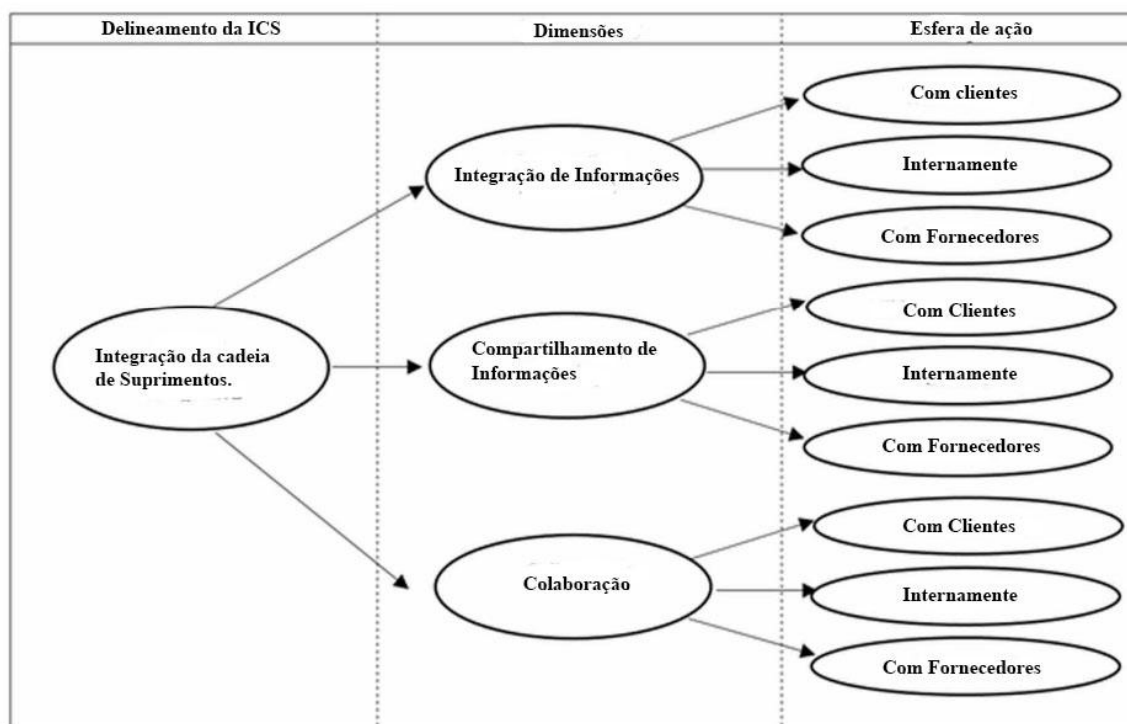 Delineamento da ICS
Dimensões
Esfera de ação
Integração da cadeia
de Suprimentos.
Integração de Informações
Com clientes
Internamente
Com Fornecedores
Compartilhamento de
Informações
Com Clientes
Internamente
Com Fornecedores
Colaboração
Com Clientes
Internamente
Com Fornecedores